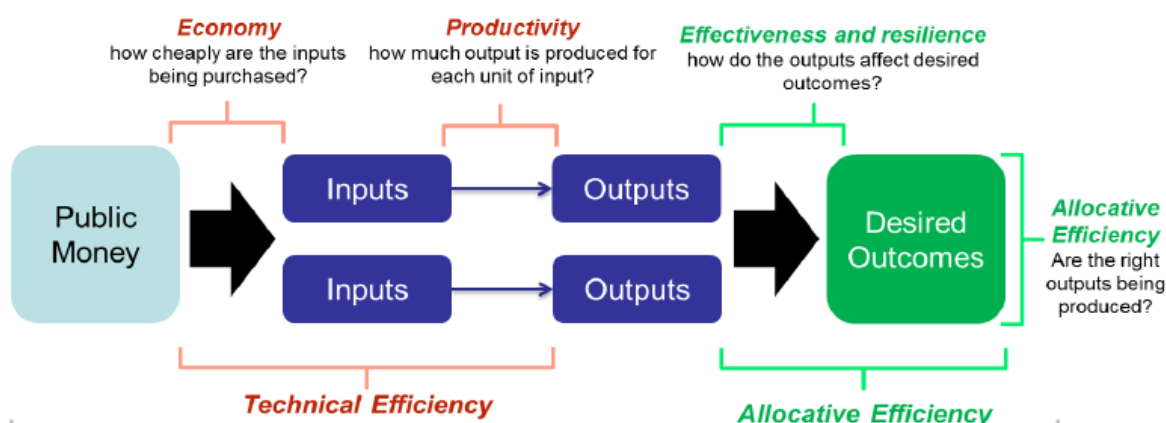 Economy
how cheaply are the inputs
being purchased?
Productivity
how much output is produced for
each unit of input?
Effectiveness and resilience
how do the outputs affect desired
outcomes?
Public
Money
Inputs
Outputs
Inputs
Outputs
Desired
Outcomes
Allocative
Efficiency
Are the right
outputs being
produced?
Technical Efficiency
Allocative Efficiency